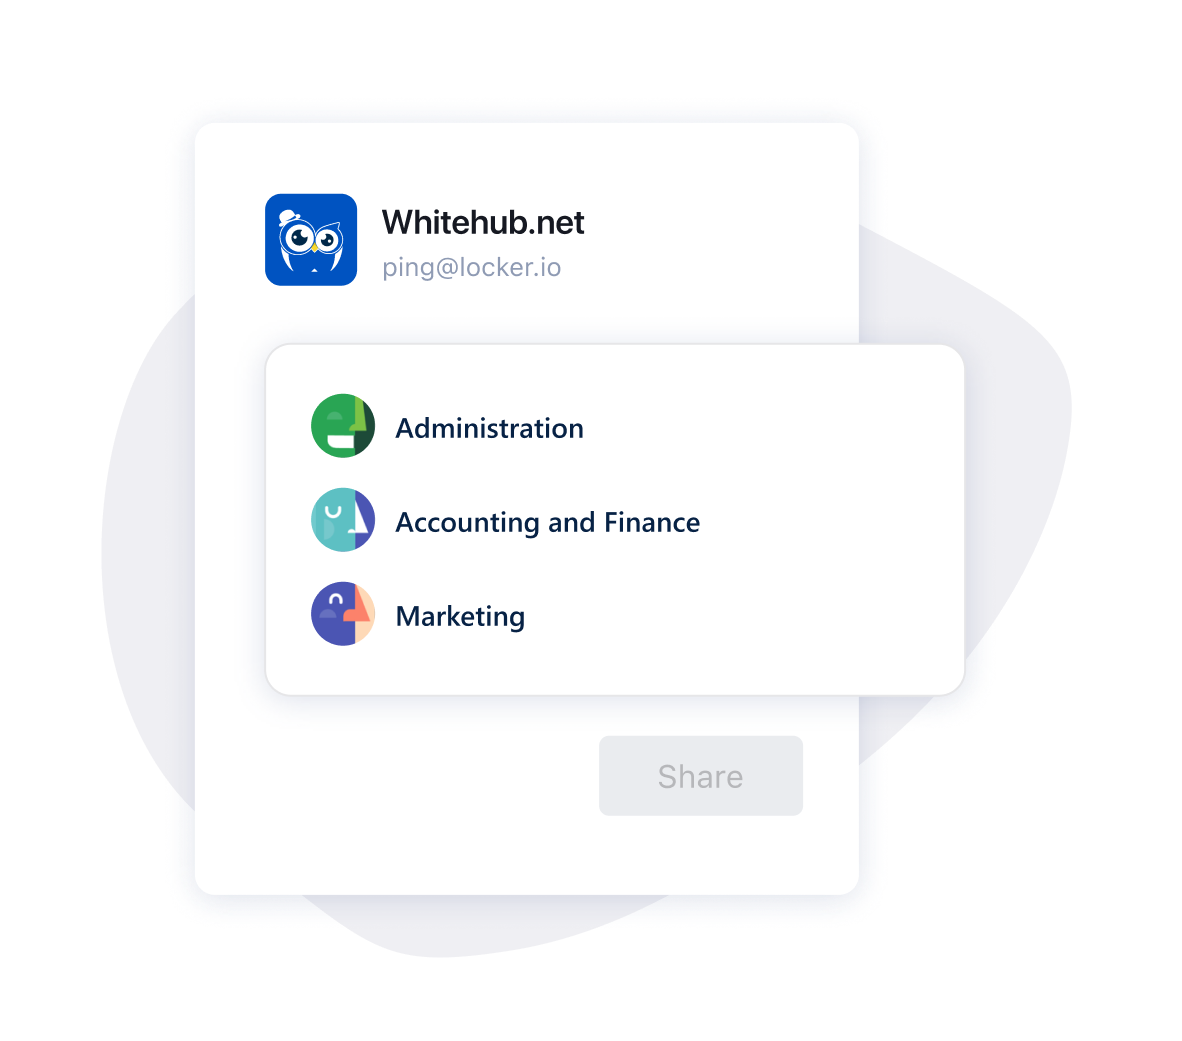 Whitehub.net
ping@locker.io
Administration
Accounting and Finance
Marketing
Share